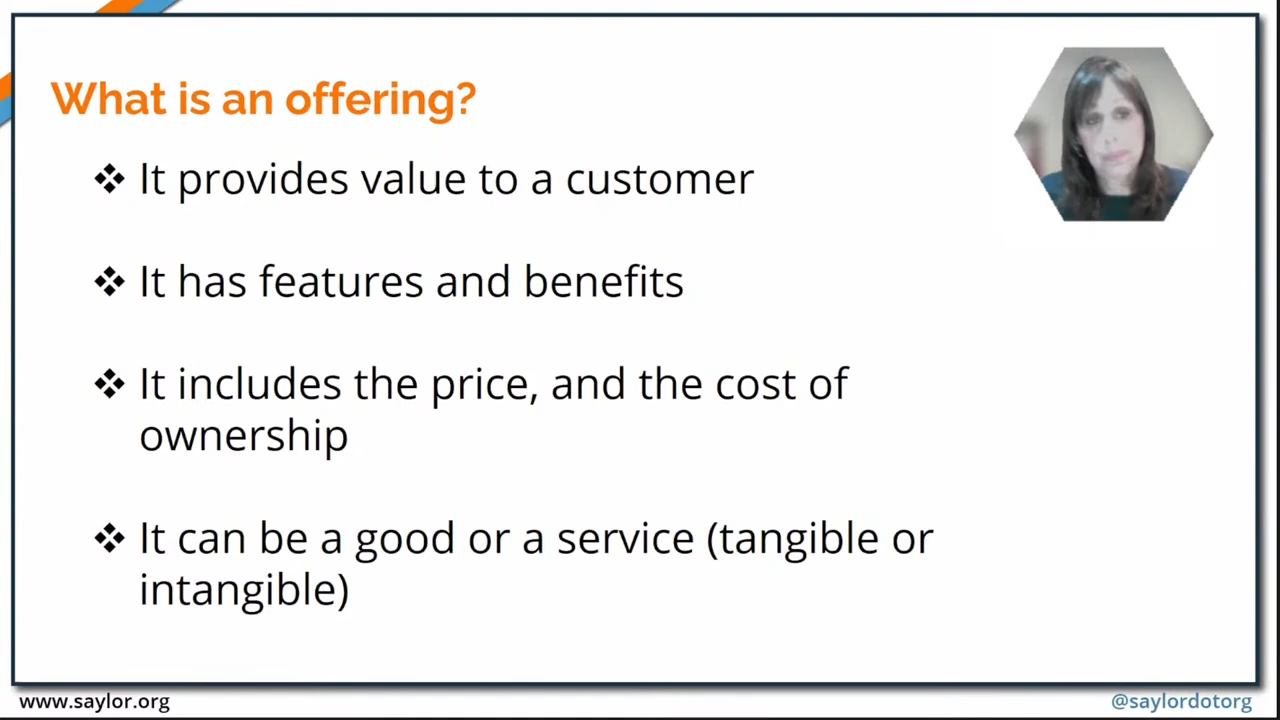 What is an offering?
❖ It provides value to a customer
❖ It has features and benefits
❖ It includes the price, and the cost of
ownership
❖ It can be a good or a service (tangible or
intangible)
www.saylor.org
@saylordotorg